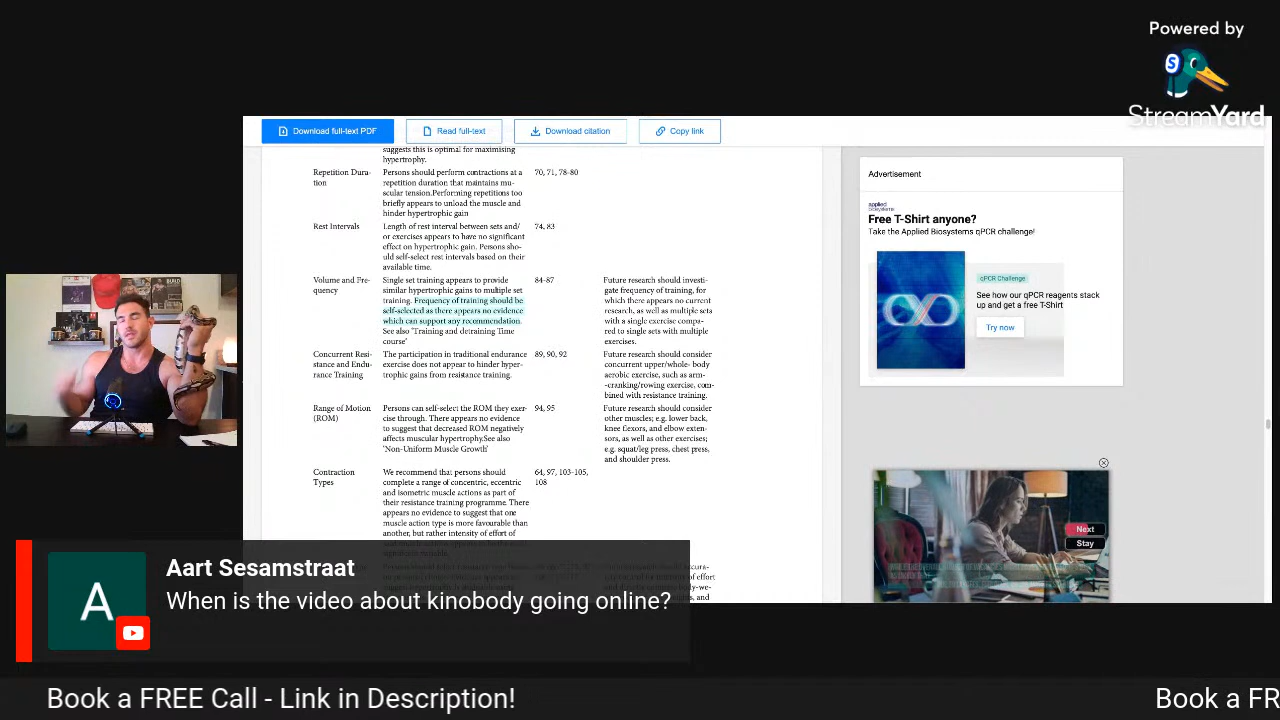 Powered by
StreamYard
Download full-text PDF
Read full-text
Download citation
Copy link
suggests this is optimal for maximising
hypertrophy.
Repetition Dura-
tion
Persons should perform contractions at a
repetition duration that maintains mu-
scular tension.Performing repetitions too
briefly appears to unload the muscle and
hinder hypertrophic gain
70, 71, 78-80
Rest Intervals
Length of rest interval between sets and/
or exercises appears to have no significant
effect on hypertrophic gain. Persons sho-
uld self-select rest intervals based on their
available time.
74, 83
Volume and Fre-
quency
Single set training appears to provide
similar hypertrophic gains to multiple set
training. Frequency of training should be
self-selected as there appears no evidence
which can support any recommendation.
See also 'Training and detraining Time
course'
84-87
Future research should investi-
gate frequency of training, for
which there appears no current
research, as well as multiple sets
with a single exercise compa-
red to single sets with multiple
exercises.
Concurrent Resi-
stance and Endu-
rance Training
The participation in traditional endurance
exercise does not appear to hinder hyper-
trophic gains from resistance training.
89, 90, 92
Future research should consider
concurrent upper/whole- body
aerobic exercise, such as arm-
-cranking/rowing exercise, com-
bined with resistance training.
Range of Motion
(ROM)
Persons can self-select the ROM they exer-
cise through. There appears no evidence
to suggest that decreased ROM negatively
affects muscular hypertrophy.See also
'Non-Uniform Muscle Growth'
94, 95
Future research should consider
other muscles; e.g. lower back,
knee flexors, and elbow exten-
sors, as well as other exercises;
e.g. squat/leg press, chest press,
and shoulder press.
Contraction
Types
We recommend that persons should
complete a range of concentric, eccentric
and isometric muscle actions as part of
their resistance training programme. There
appears no evidence to suggest that one
muscle action type is more favourable than
another, but rather intensity of effort
64, 97, 103-105,
108
Advertisement
applied
biosystems
Free T-Shirt anyone?
Take the Applied Biosystems qPCR challenge!
qPCR Challenge
See how our qPCR reagents stack
up and get a free T-Shirt
Try now
Next
Stay
A
Aart Sesamstraat
When is the video about kinobody going online?
Book a FREE Call - Link in Description!
Book a FR